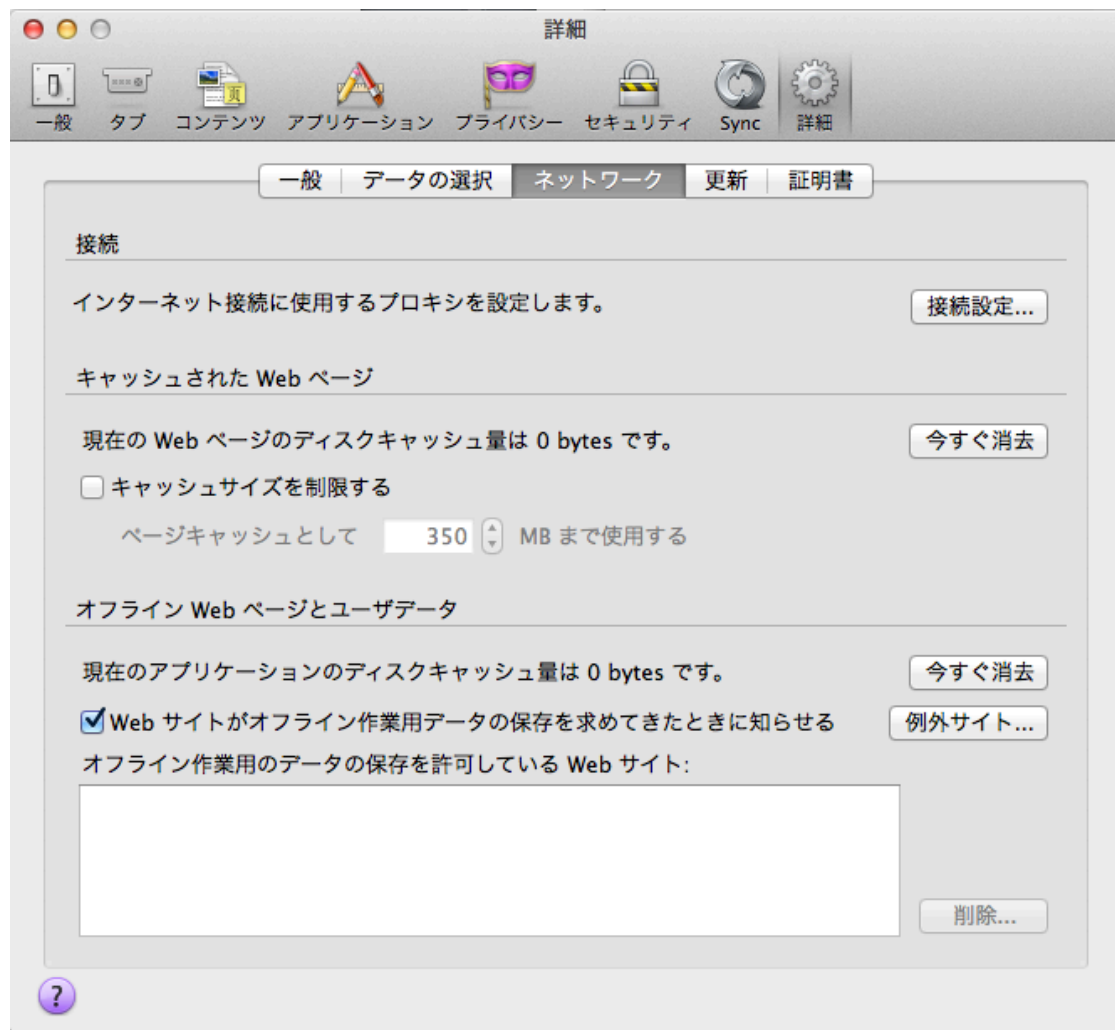 詳細
一般 タブ コンテンツ アプリケーション プライバシー セキュリティ Sync 詳細
一般 データの選択 ネットワーク 更新 証明書
接続
インターネット接続に使用するプロキシを設定します。 接続設定...
キャッシュされた Web ページ
現在の Web ページのディスクキャッシュ量は 0 bytes です。 今すぐ消去
キャッシュサイズを制限する
ページキャッシュとして 350 MB まで使用する
オフライン Web ページとユーザデータ
現在のアプリケーションのディスクキャッシュ量は 0 bytes です。 今すぐ消去
Web サイトがオフライン作業用データの保存を求めてきたときに知らせる 例外サイト...
オフライン作業用のデータの保存を許可している Web サイト:
削除...
?